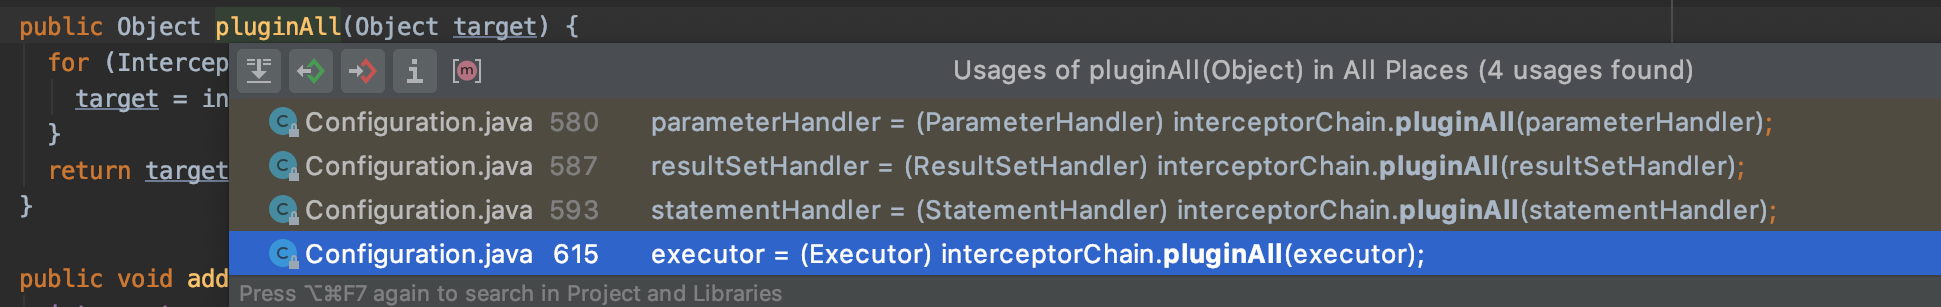 public Object pluginAll(Object target) {
for (Intercep
Usages of pluginAll(Object) in All Places (4 usages found)
target = in
Configuration.java 580 parameterHandler = (ParameterHandler) interceptorChain.pluginAll(parameterHandler);
}
Configuration.java 587 resultSetHandler = (ResultSetHandler) interceptorChain.pluginAll(resultSetHandler);
return target
Configuration.java 593 statementHandler = (StatementHandler) interceptorChain.pluginAll(statementHandler);
}
Configuration.java 615 executor = (Executor) interceptorChain.pluginAll(executor);
public void add
Press ⌥⌘F7 again to search in Project and Libraries